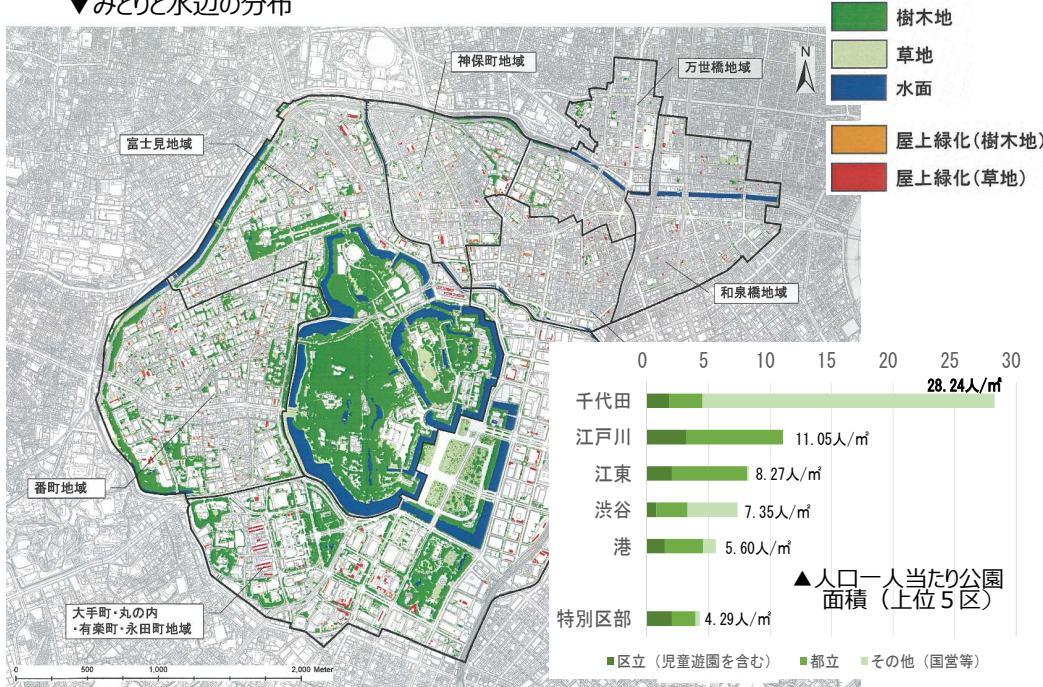 ▼みどりと水辺の分布
樹木地
草地
水面
屋上緑化(樹木地)
屋上緑化(草地)
N
神保町地域
万世橋地域
富士見地域
和泉橋地域
番町地域
大手町・丸の内
・有楽町・永田町地域
0 500 1,000 2,000 Meter
0 5 10 15 20 25 30
千代田 28.24人/㎡
江戸川 11.05人/㎡
江東 8.27人/㎡
渋谷 7.35人/㎡
港 5.60人/㎡
▲人口一人当たり公園
面積（上位５区）
特別区部 4.29人/㎡
■区立（児童遊園を含む） ■都立 ■その他（国営等）